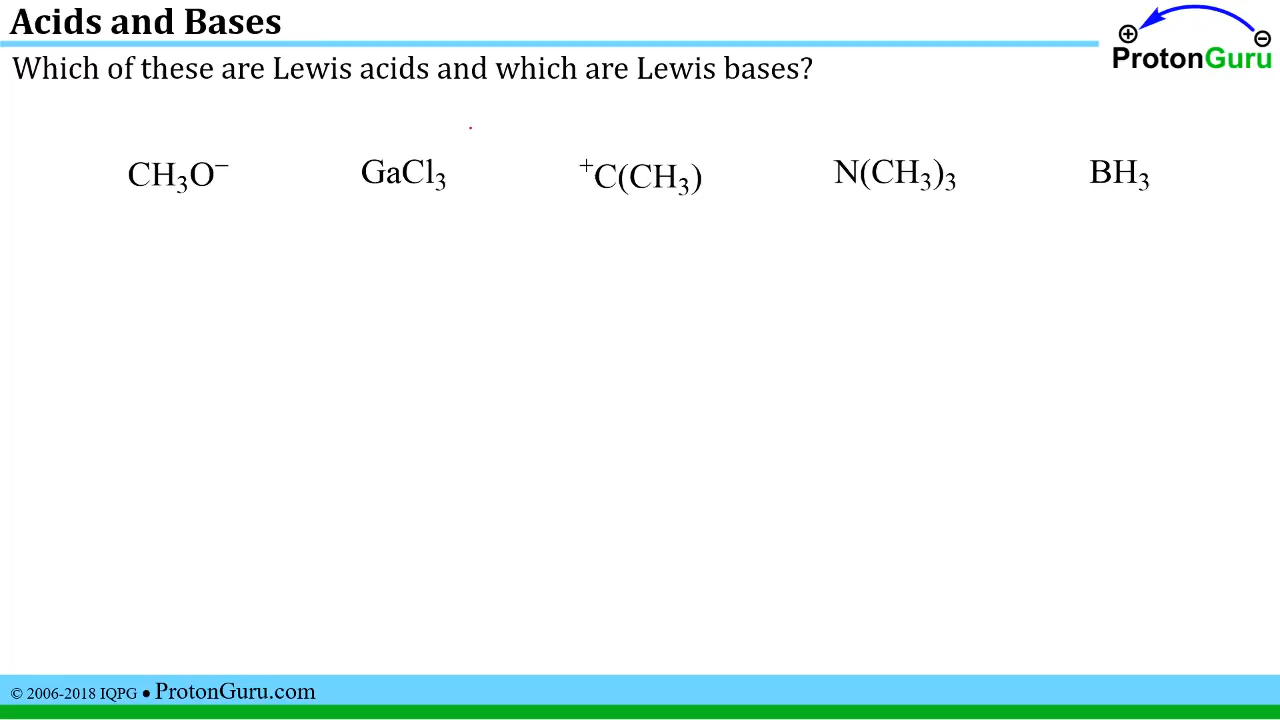 Acids and Bases
⊕ ⊖
ProtonGuru
Which of these are Lewis acids and which are Lewis bases?
CH₃O⁻ GaCl₃ ⁺C(CH₃) N(CH₃)₃ BH₃
© 2006-2018 IQPG ● ProtonGuru.com